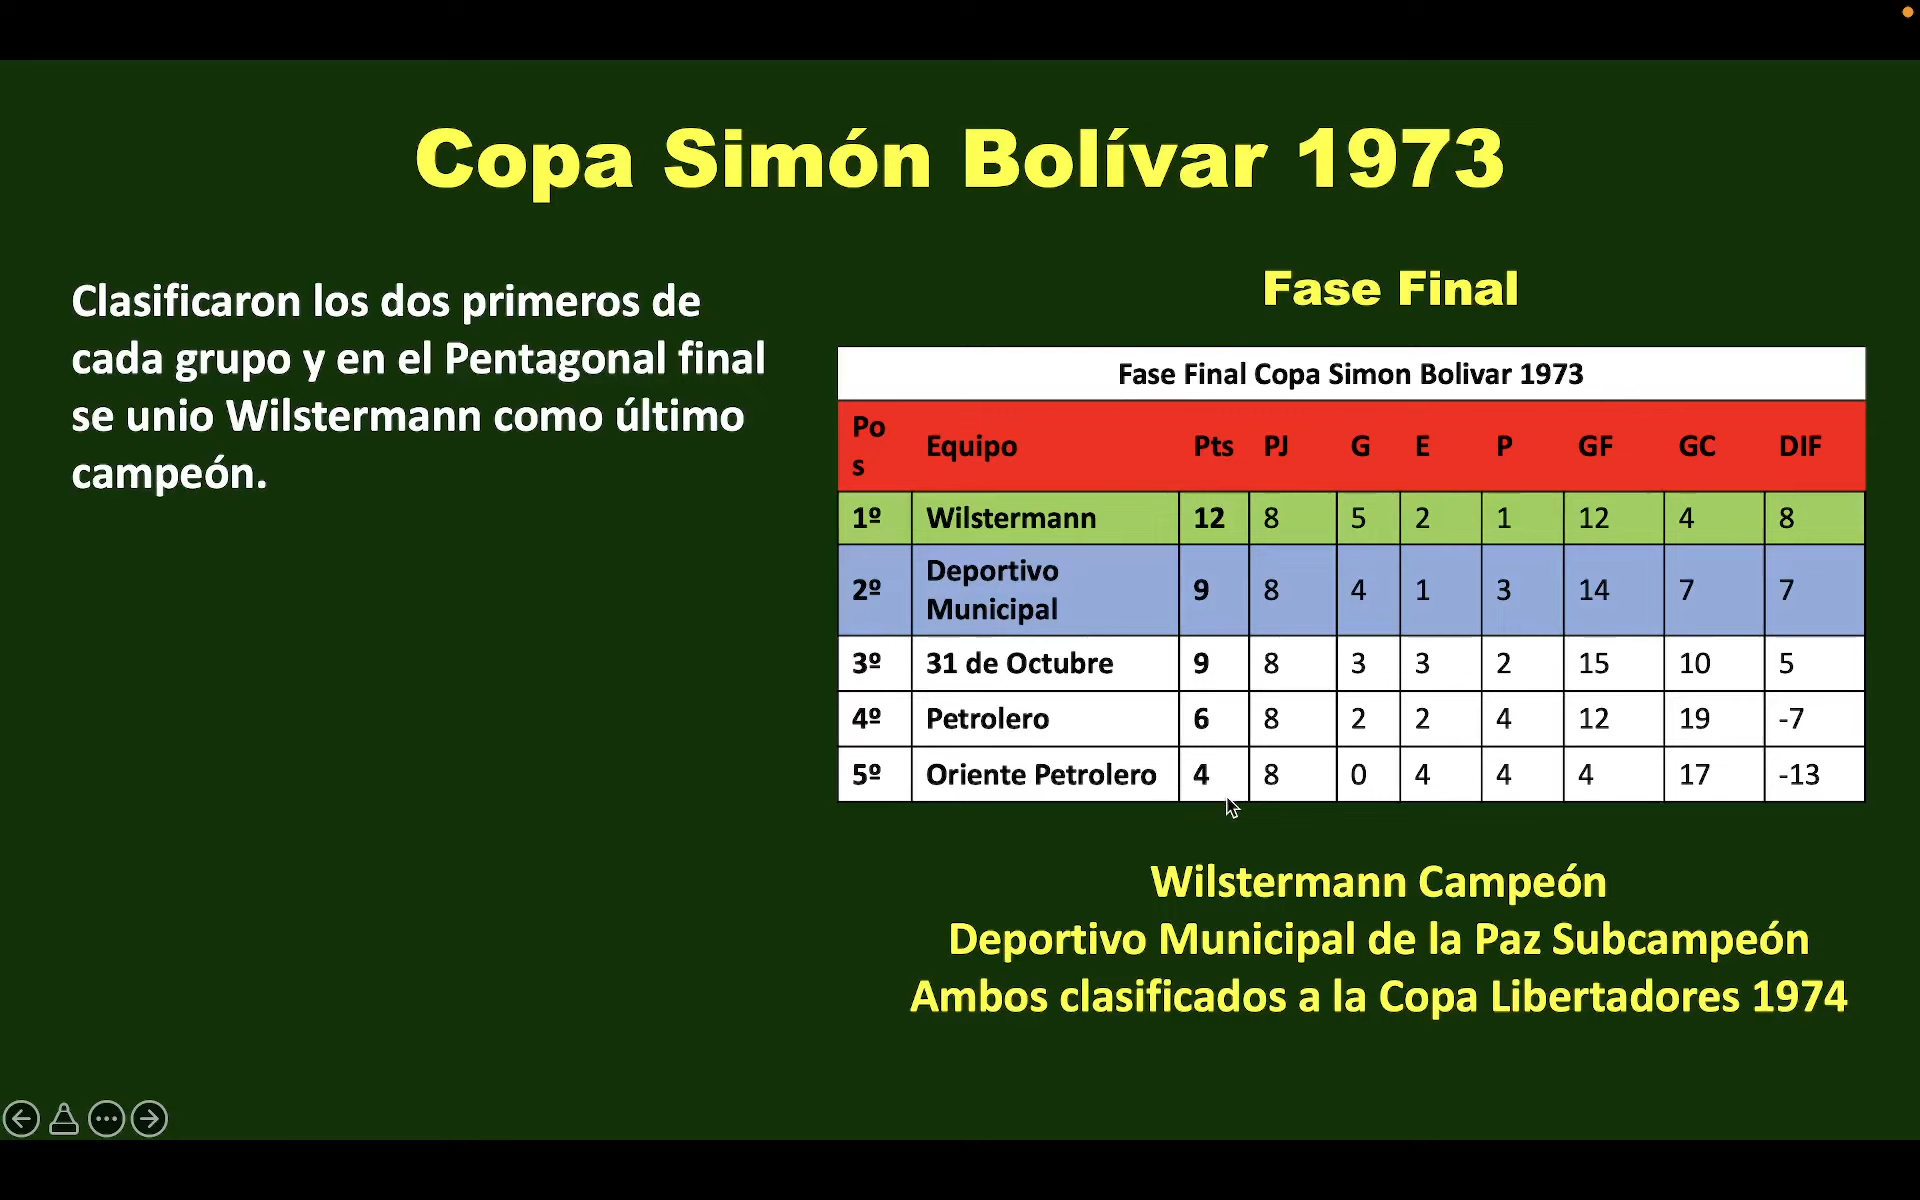 Copa Simón Bolívar 1973
Clasificaron los dos primeros de
cada grupo y en el Pentagonal final
se unio Wilstermann como último
campeón.
Fase Final
Fase Final Copa Simon Bolivar 1973
Pos Equipo Pts PJ G E P GF GC DIF
1º Wilstermann 12 8 5 2 1 12 4 8
2º Deportivo Municipal 9 8 4 1 3 14 7 7
3º 31 de Octubre 9 8 3 3 2 15 10 5
4º Petrolero 6 8 2 2 4 12 19 -7
5º Oriente Petrolero 4 8 0 4 4 4 17 -13
Wilstermann Campeón
Deportivo Municipal de la Paz Subcampeón
Ambos clasificados a la Copa Libertadores 1974